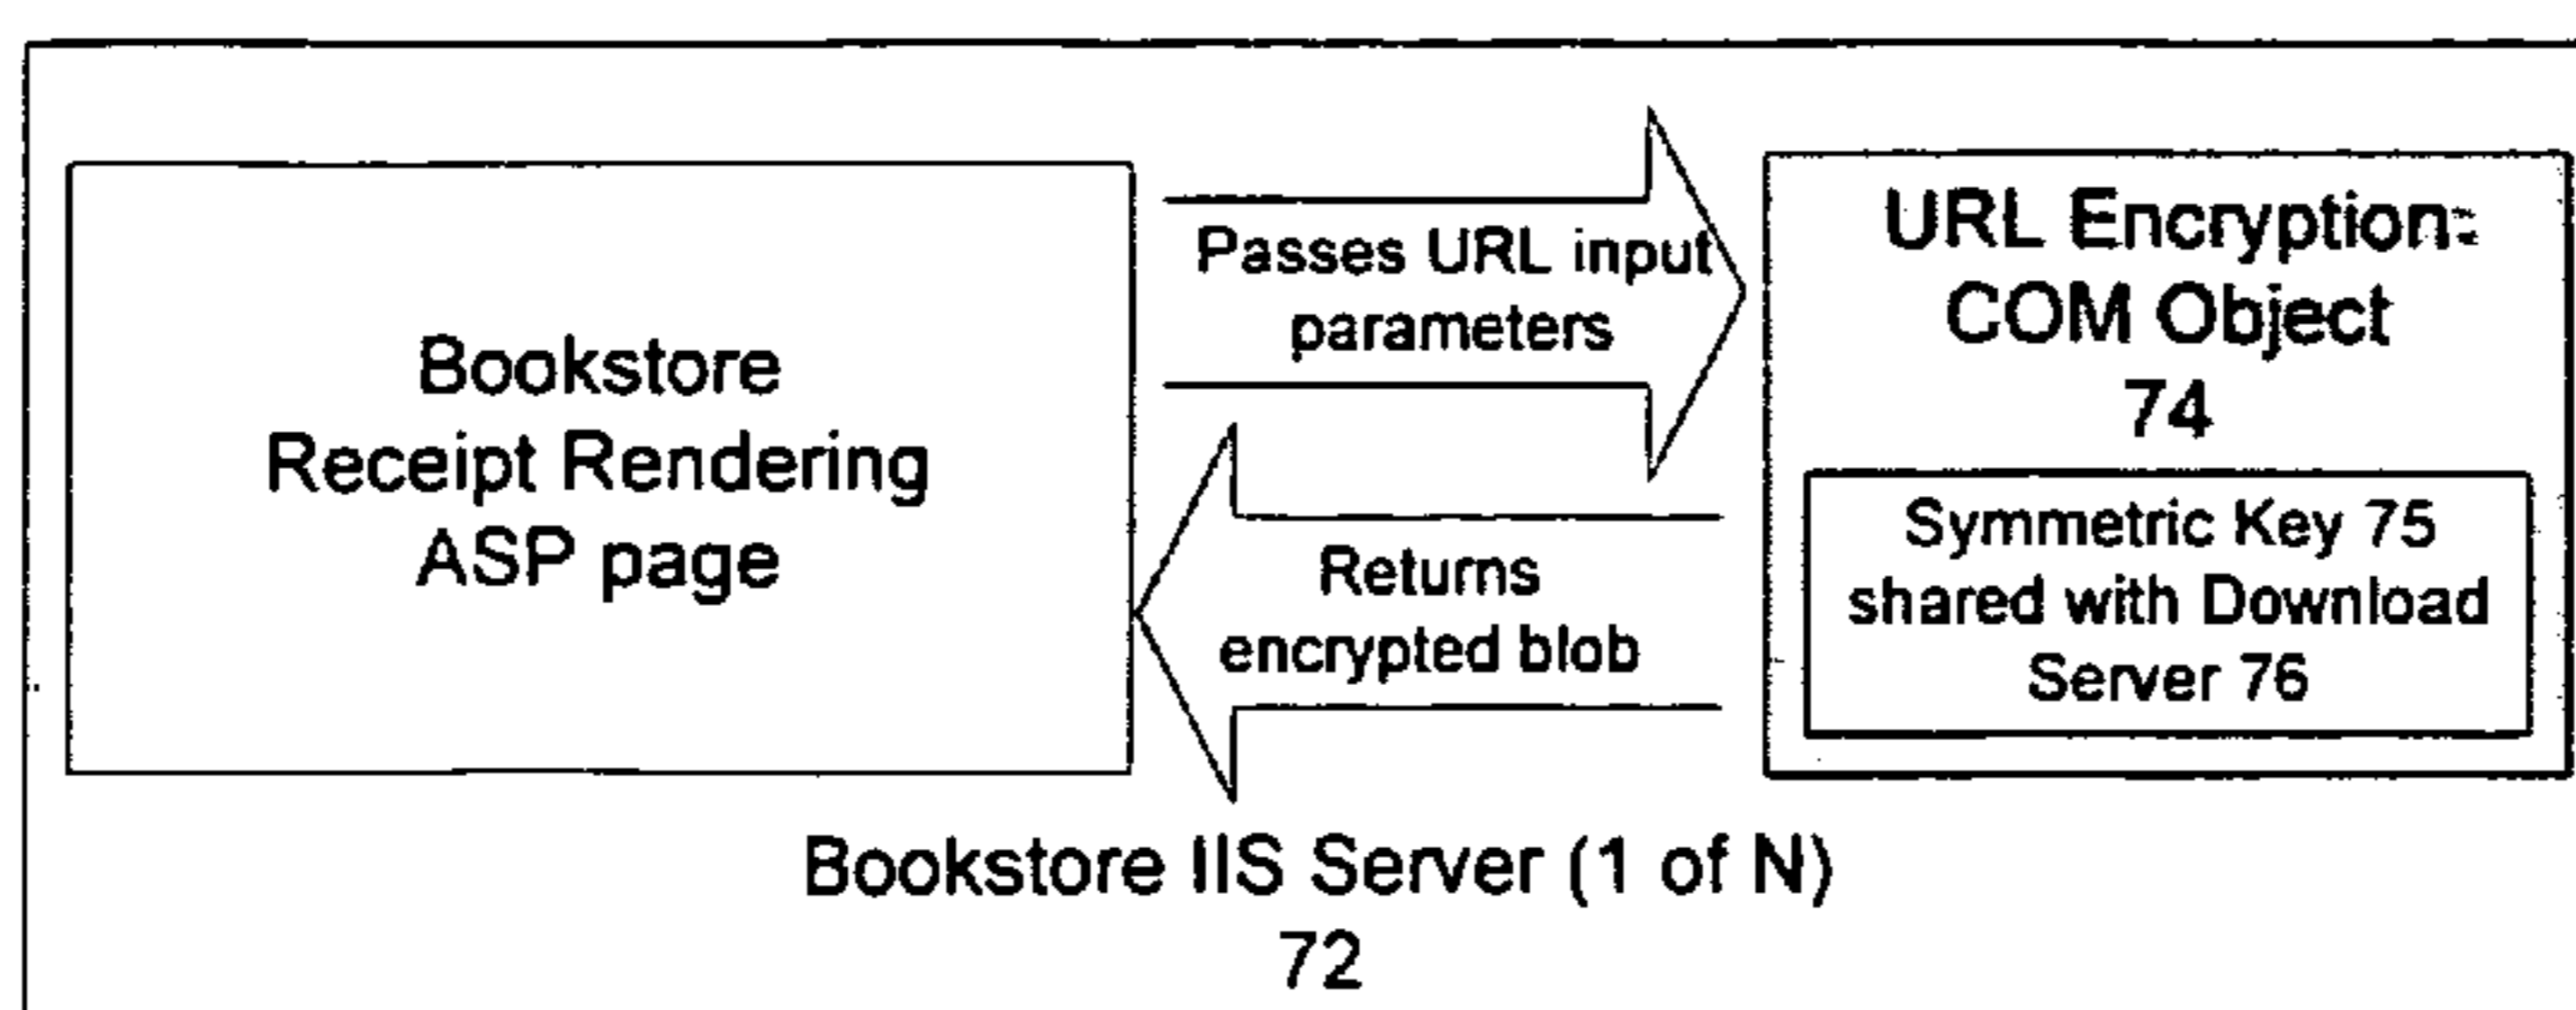 Bookstore
Receipt Rendering
ASP page
Passes URL input
parameters
Returns
encrypted blob
URL Encryption
COM Object
74
Symmetric Key 75
shared with Download
Server 76
Bookstore IIS Server (1 of N)
72